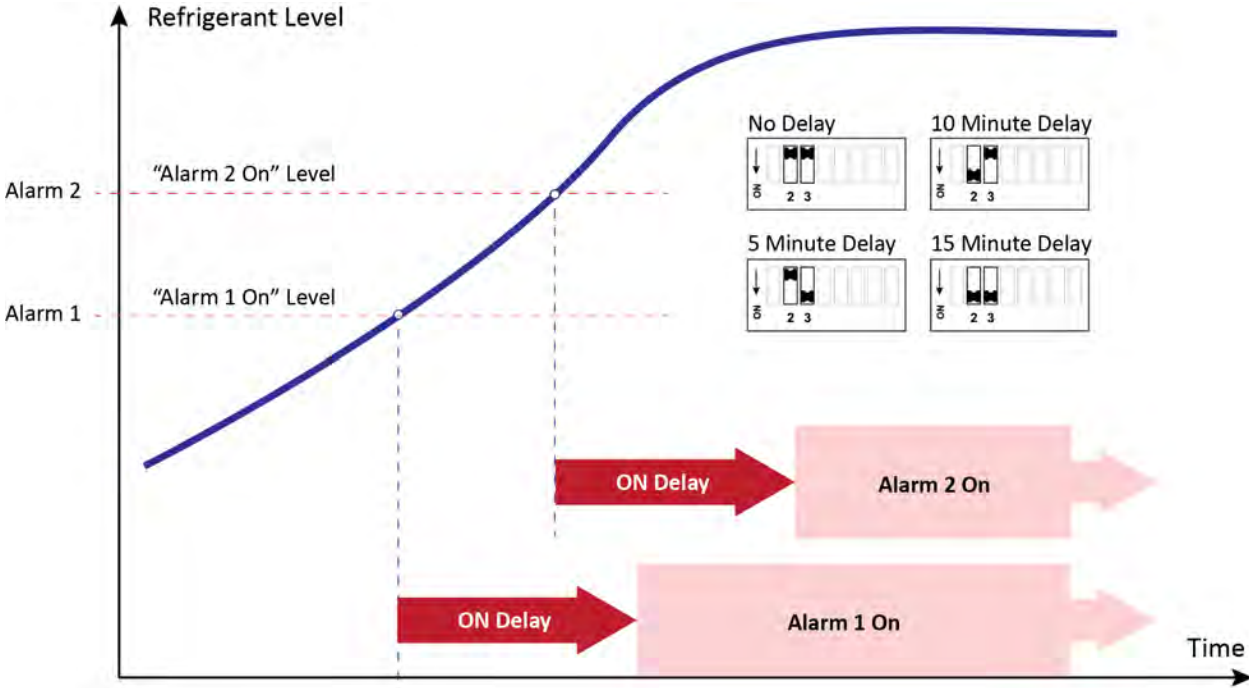 Refrigerant Level
No Delay
10 Minute Delay
ON
2 3
ON
2 3
“Alarm 2 On” Level
Alarm 2
5 Minute Delay
15 Minute Delay
ON
2 3
ON
2 3
“Alarm 1 On” Level
Alarm 1
ON Delay
Alarm 2 On
ON Delay
Alarm 1 On
Time